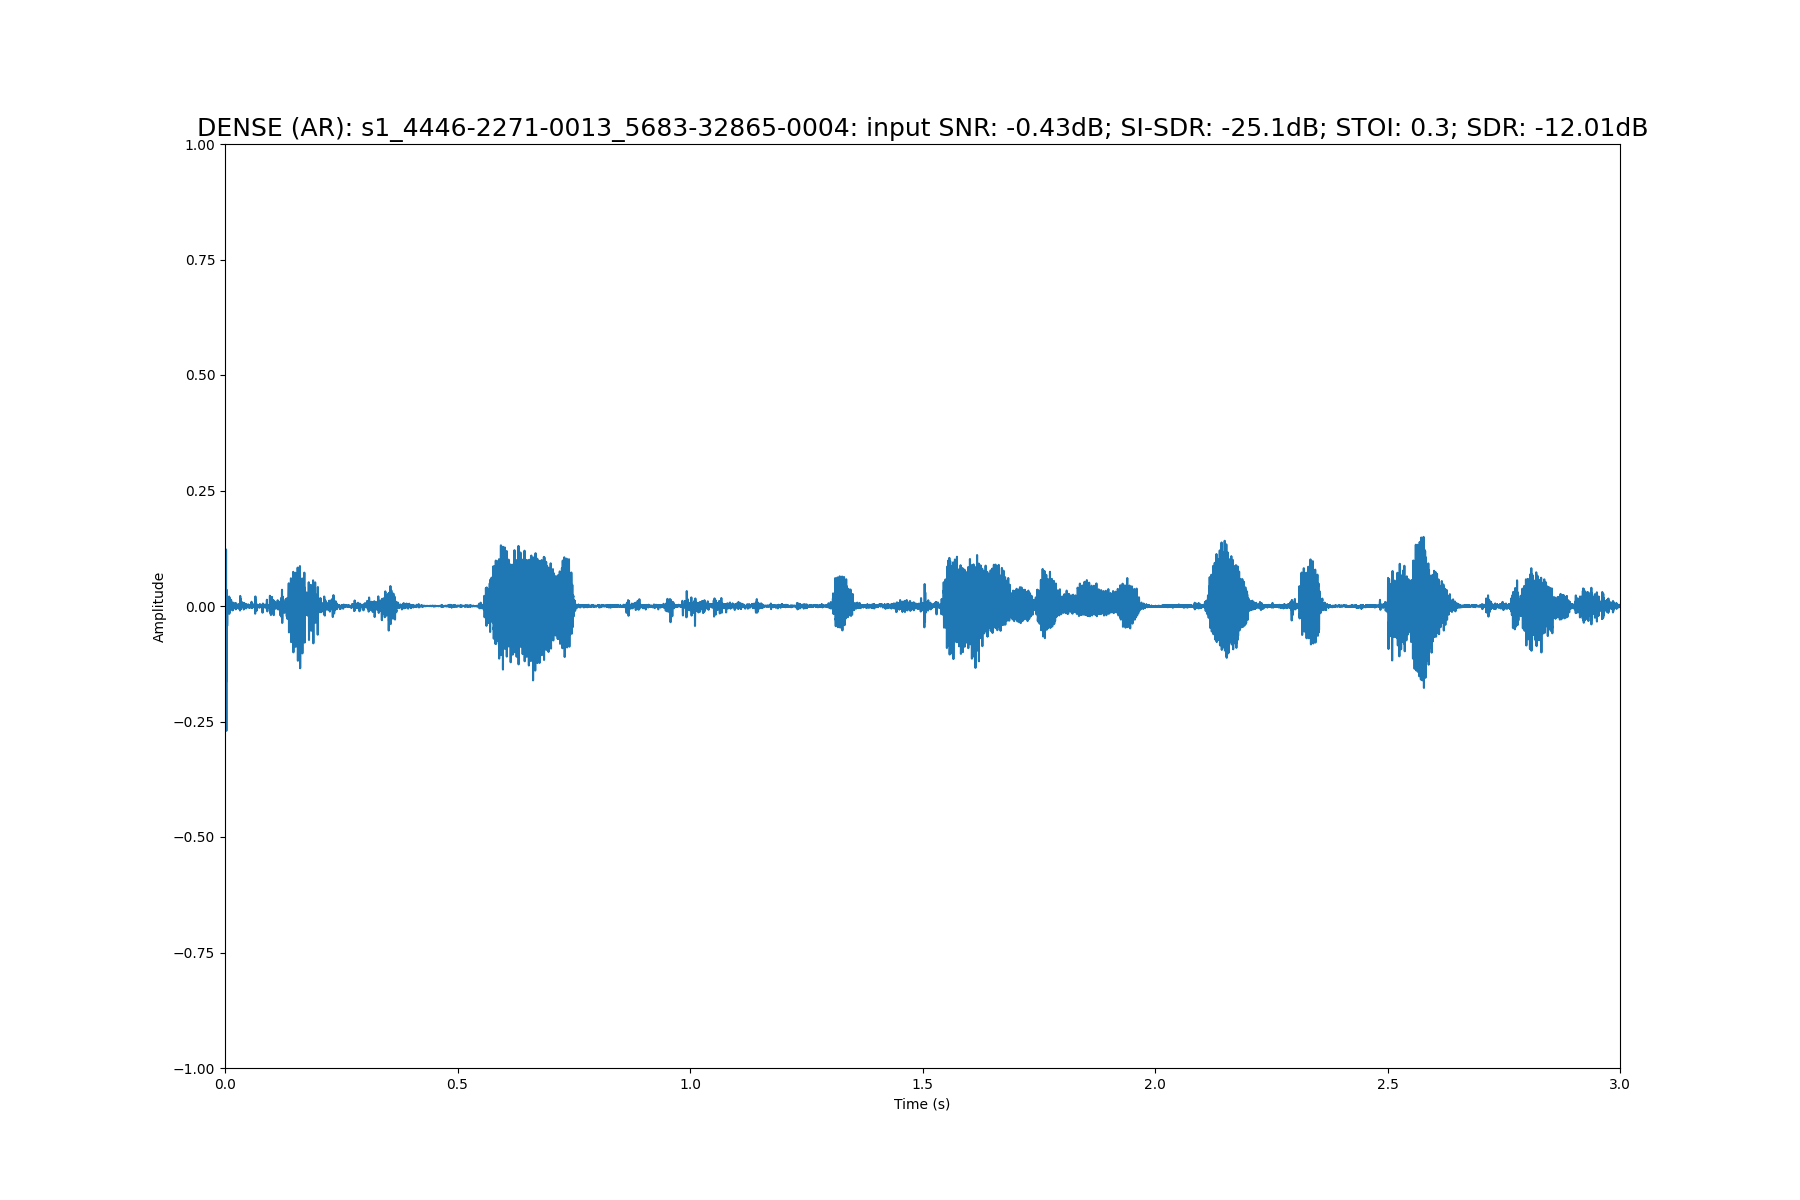 DENSE (AR): s1_4446-2271-0013_5683-32865-0004: input SNR: -0.43dB; SI-SDR: -25.1dB; STOI: 0.3; SDR: -12.01dB
1.00
0.75
0.50
0.25
0.00
−0.25
−0.50
−0.75
−1.00
Amplitude
0.0 0.5 1.0 1.5 2.0 2.5 3.0
Time (s)